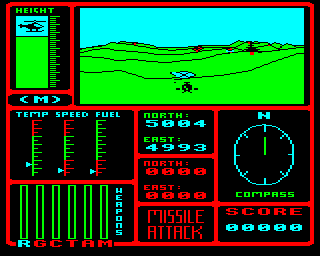 HEIGHT
(M)
TEMP SPEED FUEL
NORTH:
5004
EAST:
4993
NORTH:
0000
EAST:
0000
N
COMPASS
WEAPONS
RGCTAM
MISSILE
ATTACK
SCORE
00000